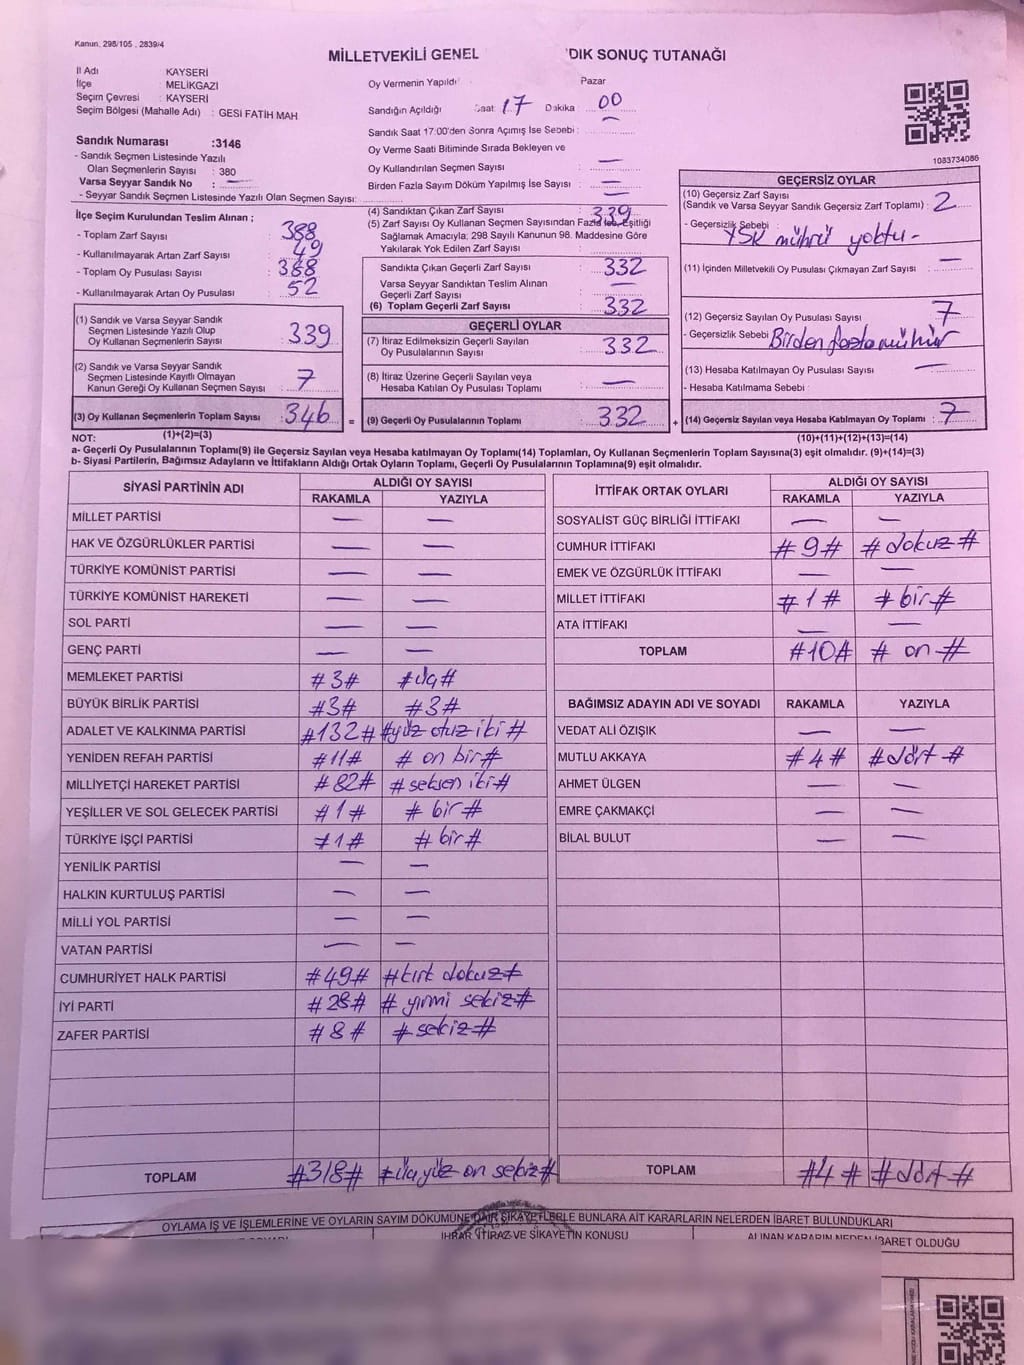 Kanun, 298/105 , 2839/4
MİLLETVEKİLİ GENEL DIK SONUÇ TUTANAĞI
İl Adı KAYSERİ
İlçe MELİKGAZİ
Seçim Çevresi : KAYSERİ
Seçim Bölgesi (Mahalle Adı) : GESI FATİH MAH
Sandık Numarası :3146
- Sandık Seçmen Listesinde Yazılı
Olan Seçmenlerin Sayısı : 380
Varsa Seyyar Sandık No : —
- Seyyar Sandık Seçmen Listesinde Yazılı Olan Seçmen Sayısı:
Oy Vermenin Yapıldı Pazar
Sandığın Açıldığı Saat 17 Dakika 00
Sandık Saat 17:00'den Sonra Açımış İse Sebebi :
Oy Verme Saati Bitiminde Sırada Bekleyen ve
Oy Kullandırılan Seçmen Sayısı —
Birden Fazla Sayım Döküm Yapılmış İse Sayısı : —
1083734086
İlçe Seçim Kurulundan Teslim Alınan ;
- Toplam Zarf Sayısı : 388
- Kullanılmayarak Artan Zarf Sayısı : 49
- Toplam Oy Pusulası Sayısı : 388
- Kullanılmayarak Artan Oy Pusulası : 52
(1) Sandık ve Varsa Seyyar Sandık
Seçmen Listesinde Yazılı Olup
Oy Kullanan Seçmenlerin Sayısı : 339
(2) Sandık ve Varsa Seyyar Sandık
Seçmen Listesinde Kayıtlı Olmayan
Kanun Gereği Oy Kullanan Seçmen Sayısı : 7
(3) Oy Kullanan Seçmenlerin Toplam Sayısı : 346
(1)+(2)=(3)
(4) Sandıktan Çıkan Zarf Sayısı : 339
(5) Zarf Sayısı Oy Kullanan Seçmen Sayısından Fazla ise, Eşitliği
Sağlamak Amacıyla; 298 Sayılı Kanunun 98. Maddesine Göre
Yakılarak Yok Edilen Zarf Sayısı :
Sandıkta Çıkan Geçerli Zarf Sayısı : 332
Varsa Seyyar Sandıktan Teslim Alınan
Geçerli Zarf Sayısı : —
(6) Toplam Geçerli Zarf Sayısı : 332
GEÇERLİ OYLAR
(7) İtiraz Edilmeksizin Geçerli Sayılan
Oy Pusulalarının Sayısı : 332
(8) İtiraz Üzerine Geçerli Sayılan veya
Hesaba Katılan Oy Pusulaları Toplamı : —
= (9) Geçerli Oy Pusulalarının Toplamı : 332
GEÇERSİZ OYLAR
(10) Geçersiz Zarf Sayısı
(Sandık ve Varsa Seyyar Sandık Geçersiz Zarf Toplamı) : 2
- Geçersizlik Sebebi : YSK mührü yoktu-
(11) İçinden Milletvekili Oy Pusulası Çıkmayan Zarf Sayısı : —
(12) Geçersiz Sayılan Oy Pusulası Sayısı : 7
- Geçersizlik Sebebi Birden fazla mühür
(13) Hesaba Katılmayan Oy Pusulası Sayısı : —
- Hesaba Katılmama Sebebi :
+ (14) Geçersiz Sayılan veya Hesaba Katılmayan Oy Toplamı : 7
(10)+(11)+(12)+(13)=(14)
NOT:
a- Geçerli Oy Pusulalarının Toplamı(9) ile Geçersiz Sayılan veya Hesaba katılmayan Oy Toplamı(14) Toplamları, Oy Kullanan Seçmenlerin Toplam Sayısına(3) eşit olmalıdır. (9)+(14)=(3)
b- Siyasi Partilerin, Bağımsız Adayların ve İttifakların Aldığı Ortak Oyların Toplamı, Geçerli Oy Pusulalarının Toplamına(9) eşit olmalıdır.
SİYASİ PARTİNİN ADI ALDIĞI OY SAYISI
RAKAMLA YAZIYLA
MİLLET PARTİSİ — —
HAK VE ÖZGÜRLÜKLER PARTİSİ — —
TÜRKİYE KOMÜNİST PARTİSİ — —
TÜRKİYE KOMÜNİST HAREKETİ — —
SOL PARTİ — —
GENÇ PARTİ — —
MEMLEKET PARTİSİ #3# #üç#
BÜYÜK BİRLİK PARTİSİ #3# #3#
ADALET VE KALKINMA PARTİSİ #132# #yüz otuz iki #
YENİDEN REFAH PARTİSİ #11# # on bir#
MİLLİYETÇİ HAREKET PARTİSİ #82# #seksen iki#
YEŞİLLER VE SOL GELECEK PARTİSİ #1# # bir#
TÜRKİYE İŞÇİ PARTİSİ #1# # bir#
YENİLİK PARTİSİ — —
HALKIN KURTULUŞ PARTİSİ — —
MİLLİ YOL PARTİSİ — —
VATAN PARTİSİ — —
CUMHURİYET HALK PARTİSİ #49# #kırk dokuz#
İYİ PARTİ #28# # yirmi sekiz#
ZAFER PARTİSİ #8# #sekiz#
TOPLAM #318# #üçyüz on sekiz#
İTTİFAK ORTAK OYLARI ALDIĞI OY SAYISI
RAKAMLA YAZIYLA
SOSYALIST GÜÇ BİRLİĞİ İTTİFAKI — —
CUMHUR İTTİFAKI #9# #dokuz#
EMEK VE ÖZGÜRLÜK İTTİFAKI — —
MİLLET İTTİFAKI #1# #bir#
ATA İTTİFAKI — —
TOPLAM #10# # on #
BAĞIMSIZ ADAYIN ADI VE SOYADI RAKAMLA YAZIYLA
VEDAT ALİ ÖZIŞIK — —
MUTLU AKKAYA #4# #dört #
AHMET ÜLGEN — —
EMRE ÇAKMAKÇİ — —
BİLAL BULUT — —
TOPLAM #4# #dört #
OYLAMA İŞ VE İŞLEMLERİNE VE OYLARIN SAYIM DÖKÜMÜNE DAİR ŞİKAYETLERLE BUNLARA AİT KARARLARIN NELERDEN İBARET BULUNDUKLARI
İHBAR İTİRAZ VE ŞİKAYETİN KONUSU
ALINAN KARARIN NEDEN İBARET OLDUĞU